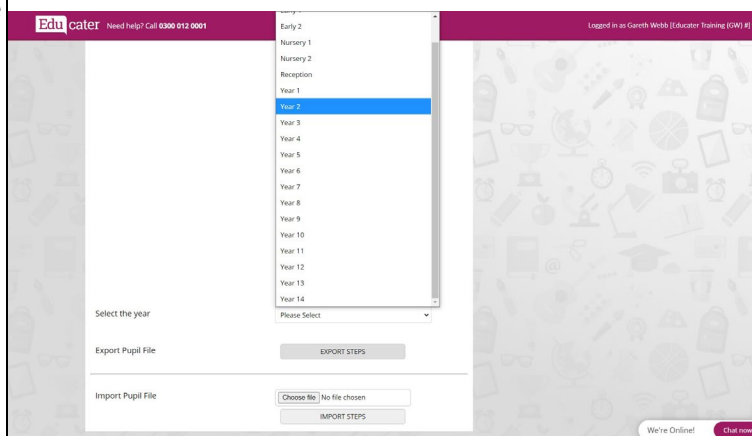 Educater Need help? Call 0300 012 0001
Logged in as Gareth Webb [Educater Training (GW) #]
Early 2
Nursery 1
Nursery 2
Reception
Year 1
Year 2
Year 3
Year 4
Year 5
Year 6
Year 7
Year 8
Year 9
Year 10
Year 11
Year 12
Year 13
Year 14
Select the year
Please Select
Export Pupil File
EXPORT STEPS
Import Pupil File
Choose file No file chosen
IMPORT STEPS
We're Online!
Chat now